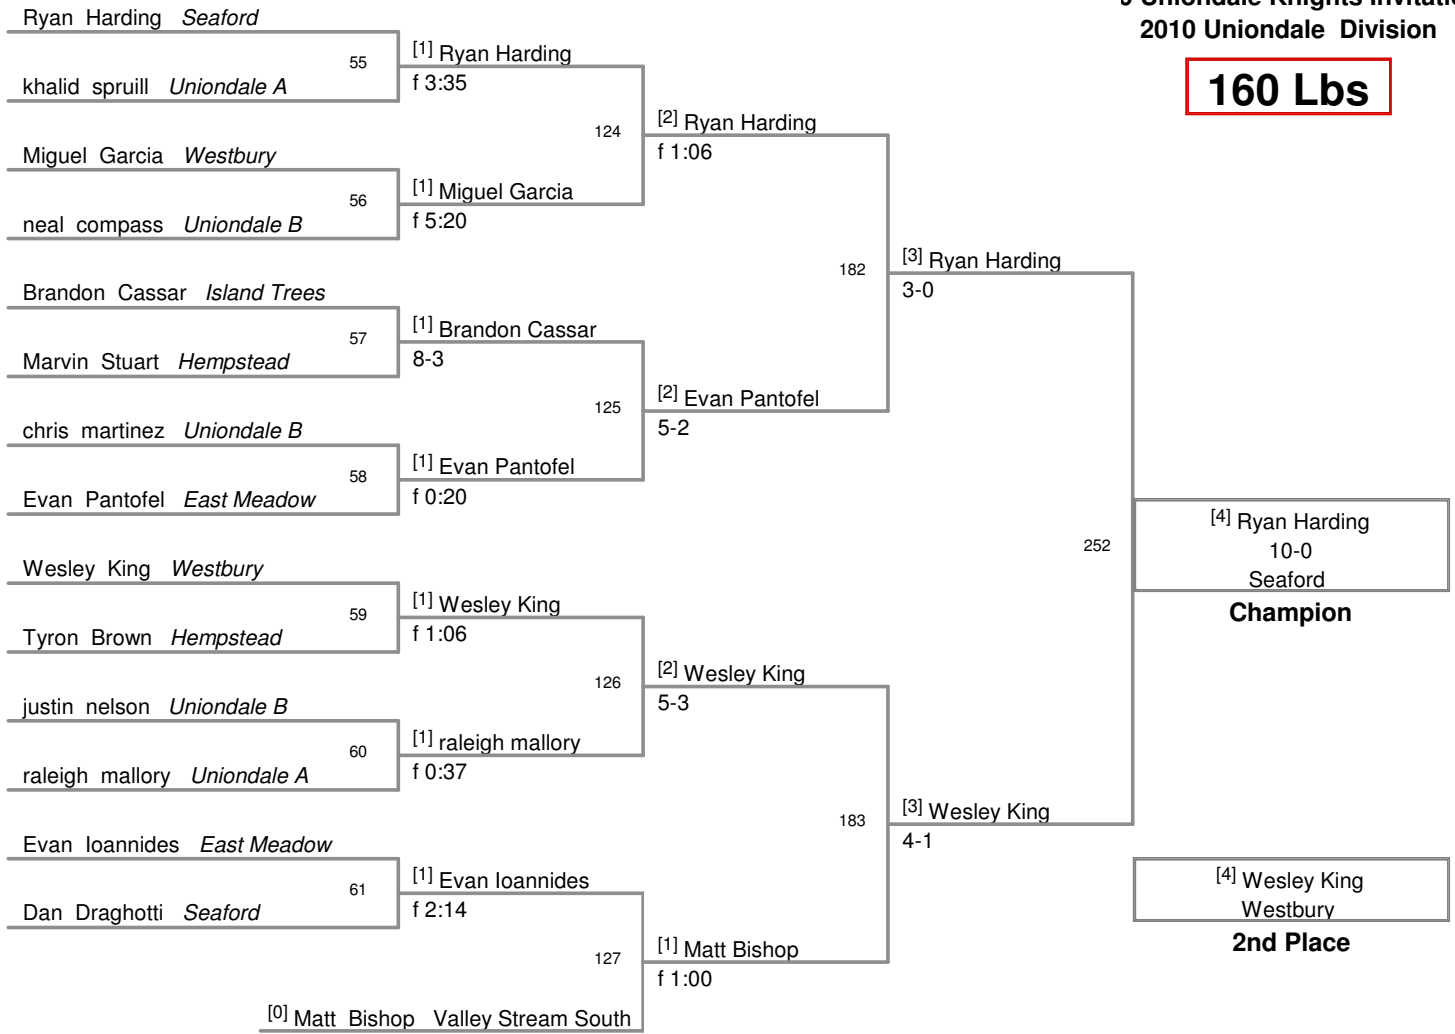 Uniondale Knights
2010 Uniondale Division
160 Lbs
Ryan Harding Seaford
55
khalid spruill Uniondale A
[1] Ryan Harding
f 3:35
Miguel Garcia Westbury
56
neal compass Uniondale B
[1] Miguel Garcia
f 5:20
124
[2] Ryan Harding
f 1:06
Brandon Cassar Island Trees
57
Marvin Stuart Hempstead
[1] Brandon Cassar
8-3
chris martinez Uniondale B
58
Evan Pantofel East Meadow
[1] Evan Pantofel
f 0:20
125
[2] Evan Pantofel
5-2
182
[3] Ryan Harding
3-0
Wesley King Westbury
59
Tyron Brown Hempstead
[1] Wesley King
f 1:06
justin nelson Uniondale B
60
raleigh mallory Uniondale A
[1] raleigh mallory
f 0:37
126
[2] Wesley King
5-3
Evan Ioannides East Meadow
61
Dan Draghotti Seaford
[1] Evan Ioannides
f 2:14
127
[0] Matt Bishop Valley Stream South
[1] Matt Bishop
f 1:00
183
[3] Wesley King
4-1
252
[4] Ryan Harding
10-0
Seaford
Champion
[4] Wesley King
Westbury
2nd Place